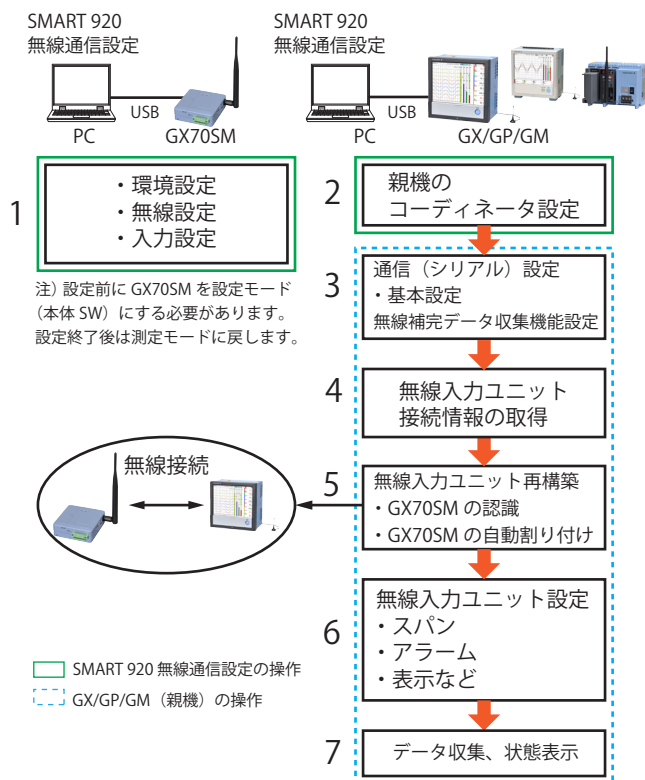 SMART 920
無線通信設定
USB
PC
GX70SM
SMART 920
無線通信設定
USB
PC
GX/GP/GM
1
・環境設定
・無線設定
・入力設定
注）設定前に GX70SM を設定モード
（本体 SW）にする必要があります。
設定終了後は測定モードに戻します。
2
親機の
コーディネータ設定
3
通信（シリアル）設定
・基本設定
無線補完データ収集機能設定
4
無線入力ユニット
接続情報の取得
5
無線入力ユニット再構築
・GX70SM の認識
・GX70SM の自動割り付け
無線接続
6
無線入力ユニット設定
・スパン
・アラーム
・表示など
7
データ収集、状態表示
SMART 920 無線通信設定の操作
GX/GP/GM（親機）の操作